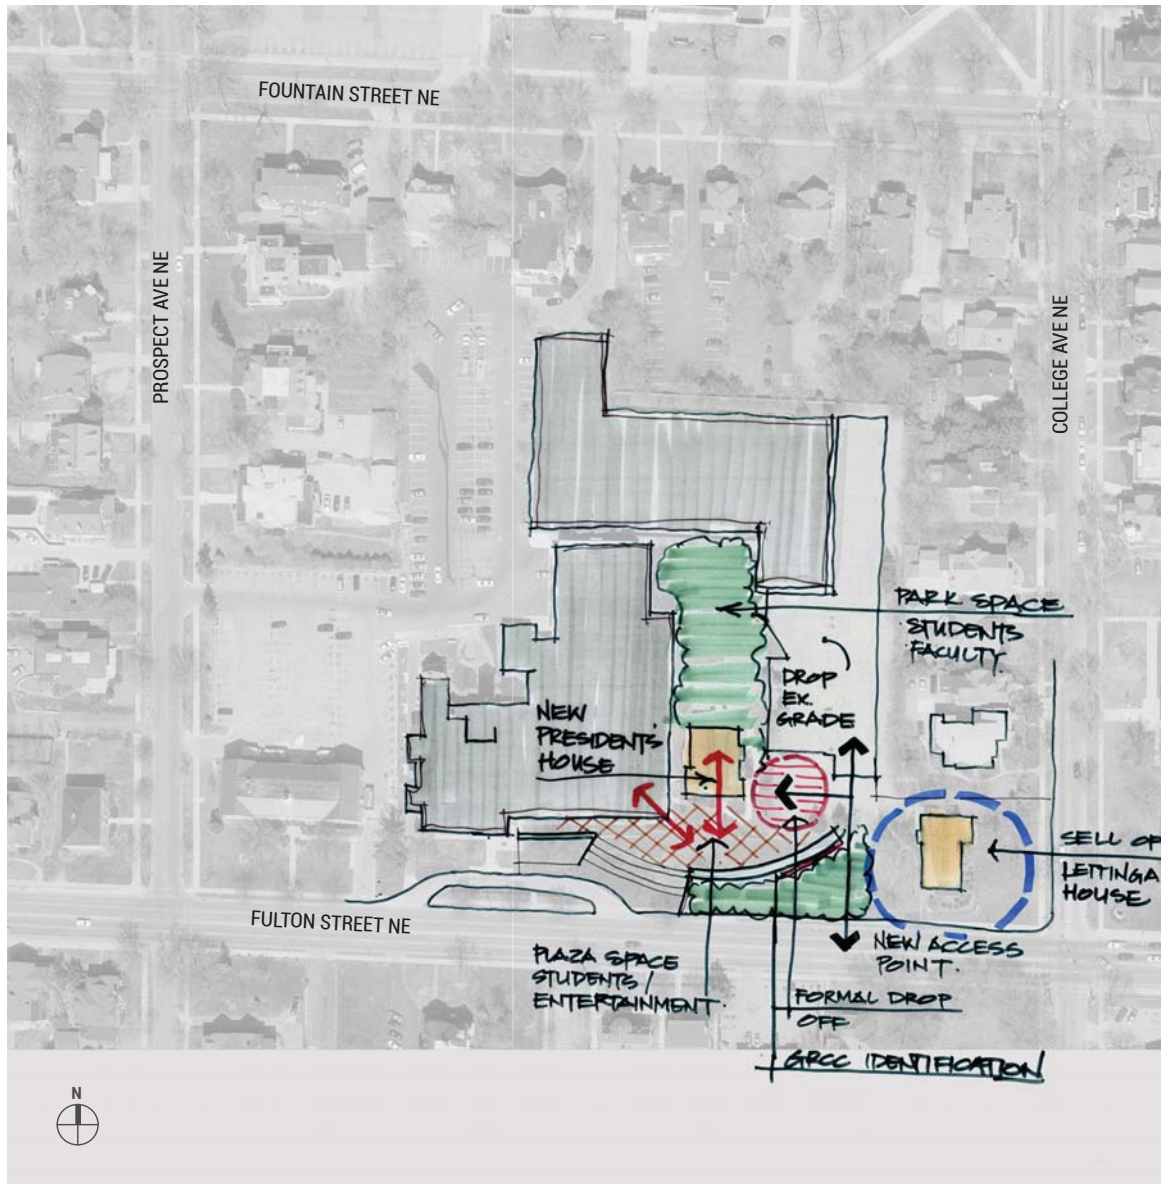 FOUNTAIN STREET NE
PROSPECT AVE NE
COLLEGE AVE NE
PARK SPACE
STUDENTS
FACULTY.
DROP
EX.
GRADE
NEW
PRESIDENTS'
HOUSE
SELL OF
LETTINGA
HOUSE
FULTON STREET NE
NEW ACCESS
POINT.
PLAZA SPACE
STUDENTS /
ENTERTAINMENT.
FORMAL DROP
OFF
GRCC IDENTIFICATION
N